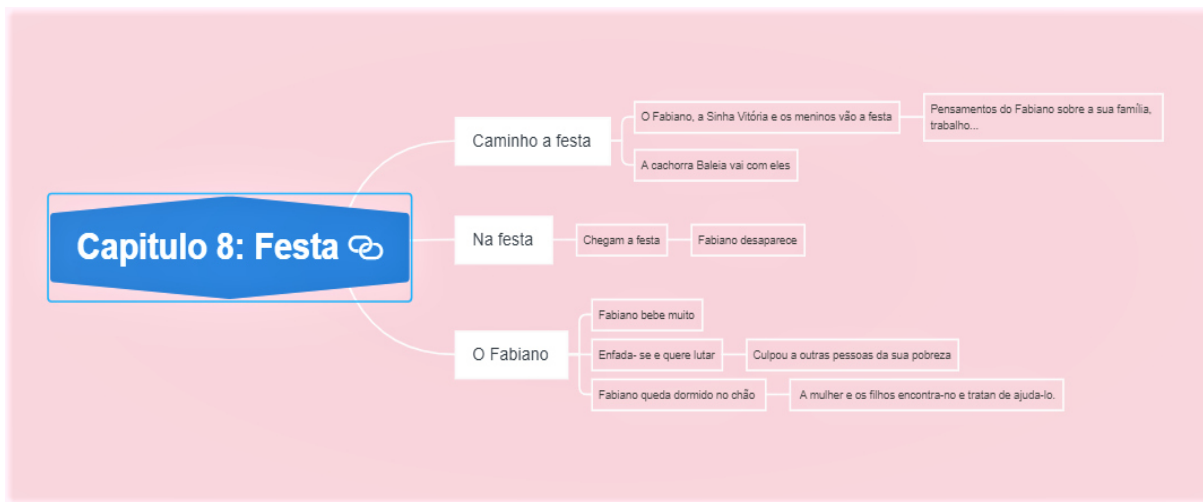 Capitulo 8: Festa
Caminho a festa
O Fabiano, a Sinha Vitória e os meninos vão a festa
Pensamentos do Fabiano sobre a sua família,
trabalho...
A cachorra Baleia vai com eles
Na festa
Chegam a festa
Fabiano desaparece
O Fabiano
Fabiano bebe muito
Enfada- se e quere lutar
Culpou a outras pessoas da sua pobreza
Fabiano queda dormido no chão
A mulher e os filhos encontra-no e tratan de ajuda-lo.